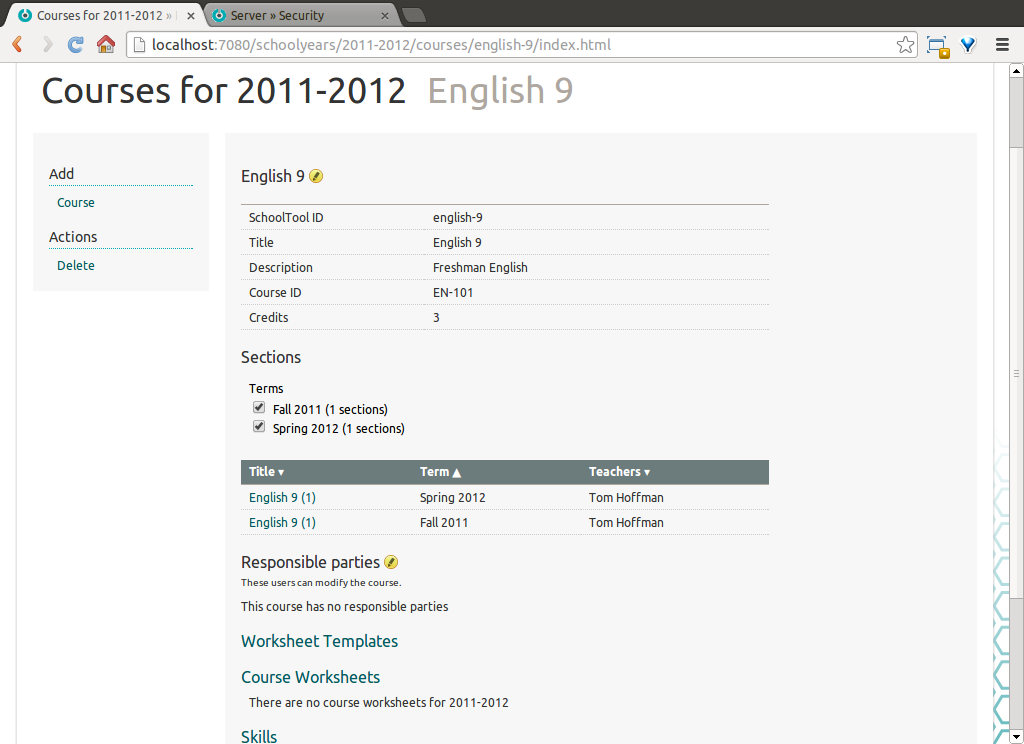 Courses for 2011-2012 »
Server » Security
localhost:7080/schoolyears/2011-2012/courses/english-9/index.html
Courses for 2011-2012 English 9
Add
Course
Actions
Delete
English 9
SchoolTool ID english-9
Title English 9
Description Freshman English
Course ID EN-101
Credits 3
Sections
Terms
Fall 2011 (1 sections)
Spring 2012 (1 sections)
Title ▾ Term ▲ Teachers ▾
English 9 (1) Spring 2012 Tom Hoffman
English 9 (1) Fall 2011 Tom Hoffman
Responsible parties
These users can modify the course.
This course has no responsible parties
Worksheet Templates
Course Worksheets
There are no course worksheets for 2011-2012
Skills